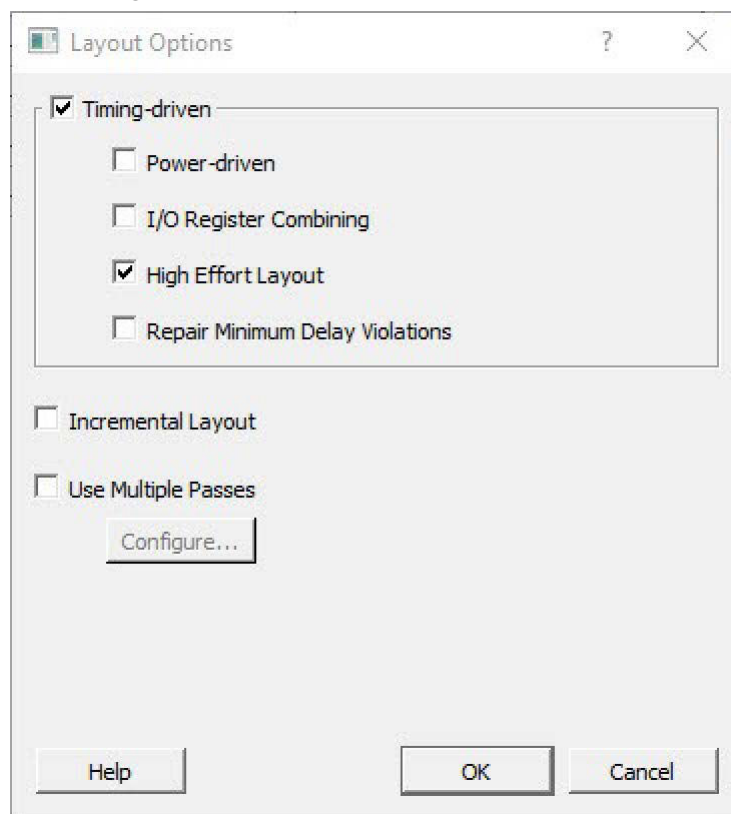 Layout Options ?
Timing-driven
Power-driven
I/O Register Combining
High Effort Layout
Repair Minimum Delay Violations
Incremental Layout
Use Multiple Passes
Configure...
Help OK Cancel